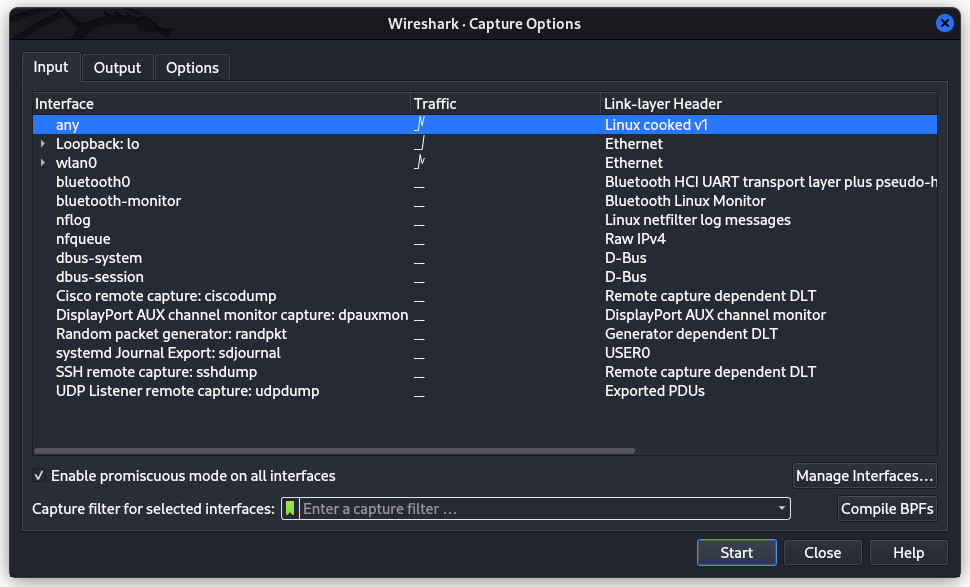 Wireshark · Capture Options
Input Output Options
Interface Traffic Link-layer Header
any Linux cooked v1
Loopback: lo Ethernet
wlan0 Ethernet
bluetooth0 Bluetooth HCI UART transport layer plus pseudo-h
bluetooth-monitor Bluetooth Linux Monitor
nflog Linux netfilter log messages
nfqueue Raw IPv4
dbus-system D-Bus
dbus-session D-Bus
Cisco remote capture: ciscodump Remote capture dependent DLT
DisplayPort AUX channel monitor capture: dpauxmon DisplayPort AUX channel monitor
Random packet generator: randpkt Generator dependent DLT
systemd Journal Export: sdjournal USER0
SSH remote capture: sshdump Remote capture dependent DLT
UDP Listener remote capture: udpdump Exported PDUs
Enable promiscuous mode on all interfaces Manage Interfaces…
Capture filter for selected interfaces: Enter a capture filter … Compile BPFs
Start Close Help